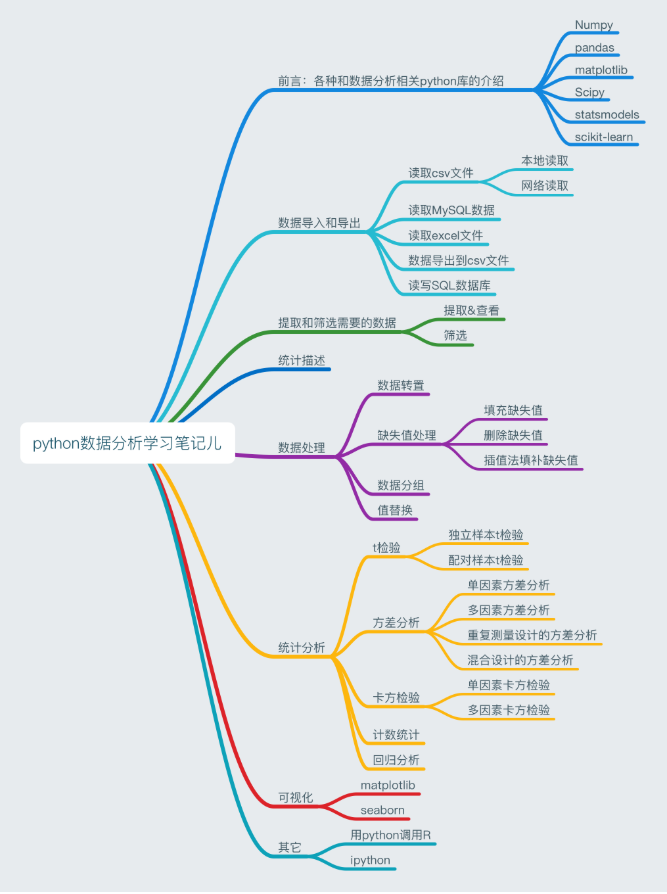 Numpy
pandas
matplotlib
前言：各种和数据分析相关python库的介绍
Scipy
statsmodels
scikit-learn
本地读取
读取csv文件
网络读取
读取MySQL数据
数据导入和导出
读取excel文件
数据导出到csv文件
读写SQL数据库
提取&查看
提取和筛选需要的数据
筛选
统计描述
数据转置
填充缺失值
python数据分析学习笔记儿
数据处理
缺失值处理
删除缺失值
插值法填补缺失值
数据分组
值替换
独立样本t检验
t检验
配对样本t检验
单因素方差分析
多因素方差分析
方差分析
重复测量设计的方差分析
统计分析
混合设计的方差分析
单因素卡方检验
卡方检验
多因素卡方检验
计数统计
回归分析
matplotlib
可视化
seaborn
用python调用R
其它
ipython